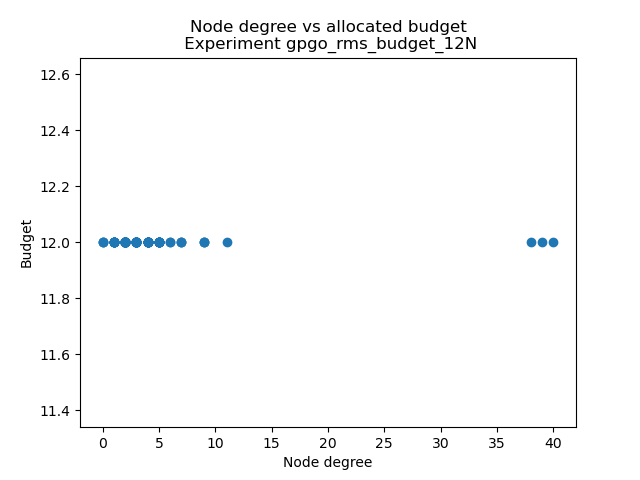 Node degree vs allocated budget
Experiment gpgo_rms_budget_12N
12.6
12.4
12.2
12.0
11.8
11.6
11.4
Budget
0 5 10 15 20 25 30 35 40
Node degree